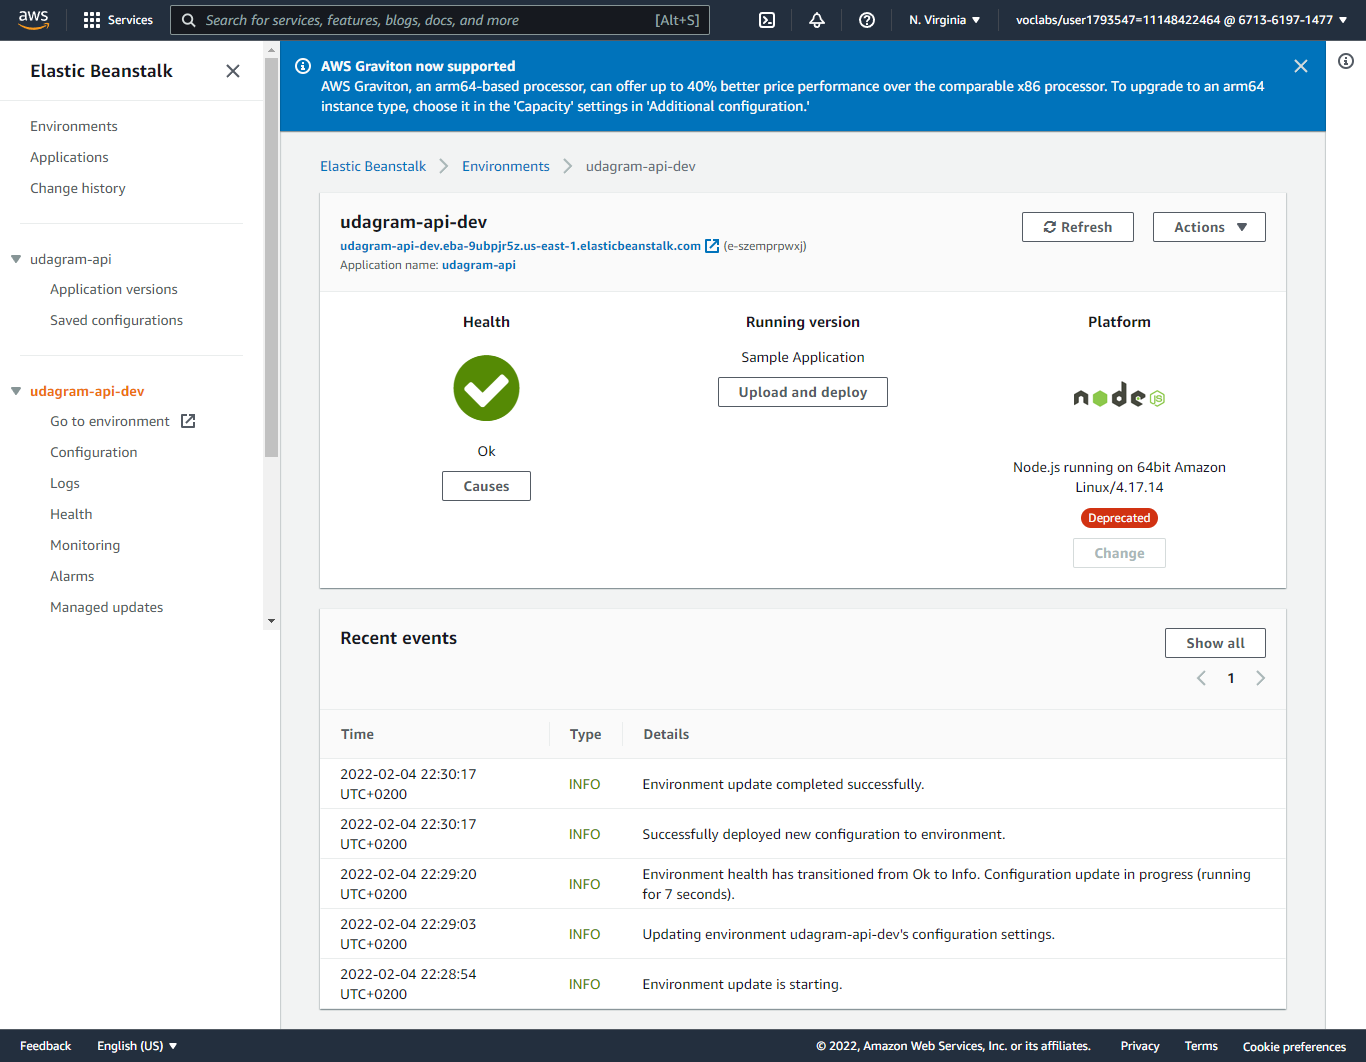 aws
Services
Search for services, features, blogs, docs, and more [Alt+S]
N. Virginia ▼
voclabs/user1793547=11148422464 @ 6713-6197-1477 ▼
Elastic Beanstalk
Environments
Applications
Change history
udagram-api
Application versions
Saved configurations
udagram-api-dev
Go to environment
Configuration
Logs
Health
Monitoring
Alarms
Managed updates
AWS Graviton now supported
AWS Graviton, an arm64-based processor, can offer up to 40% better price performance over the comparable x86 processor. To upgrade to an arm64
instance type, choose it in the 'Capacity' settings in 'Additional configuration.'
Elastic Beanstalk > Environments > udagram-api-dev
udagram-api-dev
udagram-api-dev.eba-9ubpjr5z.us-east-1.elasticbeanstalk.com (e-szemprpwxj)
Application name: udagram-api
Refresh
Actions ▼
Health
Ok
Causes
Running version
Sample Application
Upload and deploy
Platform
node JS
Node.js running on 64bit Amazon
Linux/4.17.14
Deprecated
Change
Recent events
Show all
< 1 >
Time Type Details
2022-02-04 22:30:17
UTC+0200
INFO
Environment update completed successfully.
2022-02-04 22:30:17
UTC+0200
INFO
Successfully deployed new configuration to environment.
2022-02-04 22:29:20
UTC+0200
INFO
Environment health has transitioned from Ok to Info. Configuration update in progress (running
for 7 seconds).
2022-02-04 22:29:03
UTC+0200
INFO
Updating environment udagram-api-dev's configuration settings.
2022-02-04 22:28:54
UTC+0200
INFO
Environment update is starting.
Feedback
English (US) ▼
© 2022, Amazon Web Services, Inc. or its affiliates.
Privacy
Terms
Cookie preferences